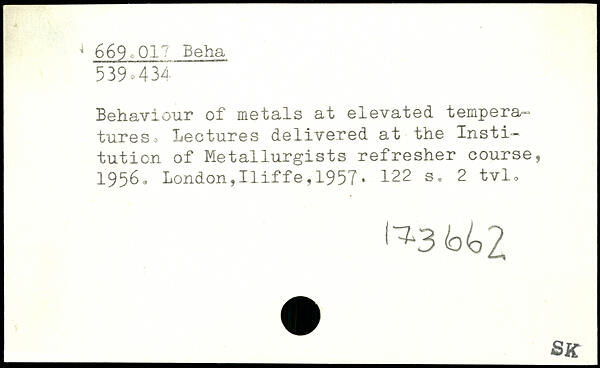 669.017 Beha
539.434
Behaviour of metals at elevated tempera-
tures. Lectures delivered at the Insti-
tution of Metallurgists refresher course,
1956. London,Iliffe,1957. 122 s. 2 tvl.
173662
SK